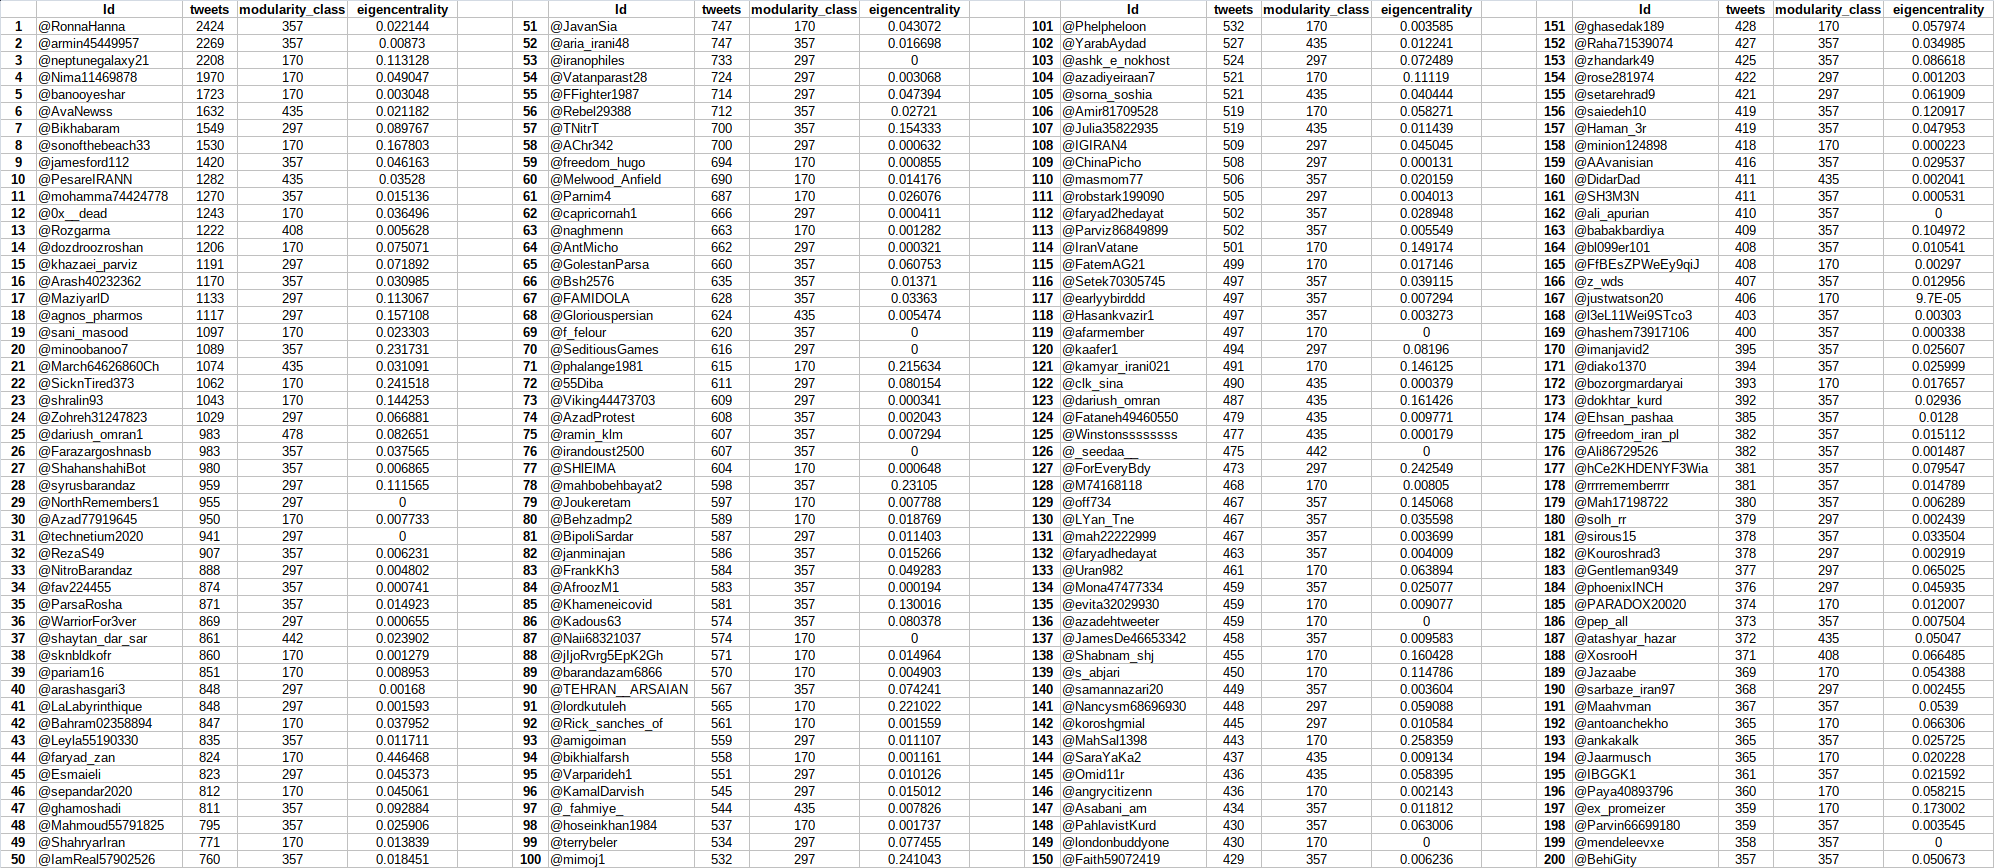 Id tweets modularity_class eigencentrality Id tweets modularity_class eigencentrality Id tweets modularity_class eigencentrality Id tweets modularity_class eigencentrality
1 @RonnaHanna 2424 357 0.022144 51 @JavanSia 747 170 0.043072 101 @Phelpheloon 532 170 0.003585 151 @ghasedak189 428 170 0.057974
2 @armin45449957 2269 357 0.00873 52 @aria_irani48 747 357 0.016698 102 @YarabAydad 527 435 0.012241 152 @Raha71539074 427 357 0.034985
3 @neptunegalaxy21 2208 170 0.113128 53 @iranophiles 733 297 0 103 @ashk_e_nokhost 524 297 0.072489 153 @zhandark49 425 357 0.086618
4 @Nima11469878 1970 170 0.049047 54 @Vatanparast28 724 297 0.003068 104 @azadiyeiraan7 521 170 0.11119 154 @rose281974 422 297 0.001203
5 @banooyeshar 1723 170 0.003048 55 @FFighter1987 714 297 0.047394 105 @sorna_soshia 521 435 0.040444 155 @setarehrad9 421 297 0.061909
6 @AvaNewss 1632 435 0.021182 56 @Rebel29388 712 357 0.02721 106 @Amir81709528 519 170 0.058271 156 @saiedeh10 419 357 0.120917
7 @Bikhabaram 1549 297 0.089767 57 @TNitrT 700 357 0.154333 107 @Julia35822935 519 435 0.011439 157 @Haman_3r 419 357 0.047953
8 @sonofthebeach33 1530 170 0.167803 58 @AChr342 700 297 0.000632 108 @IGIRAN4 509 297 0.045045 158 @minion124898 418 170 0.000223
9 @jamesford112 1420 357 0.046163 59 @freedom_hugo 694 170 0.000855 109 @ChinaPicho 508 297 0.000131 159 @AAvanisian 416 357 0.029537
10 @PesareIRANN 1282 435 0.03528 60 @Melwood_Anfield 690 170 0.014176 110 @masmom77 506 357 0.020159 160 @DidarDad 411 435 0.002041
11 @mohamma74424778 1270 357 0.015136 61 @Parnim4 687 170 0.026076 111 @robstark199090 505 297 0.004013 161 @SH3M3N 411 357 0.000531
12 @0x__dead 1243 170 0.036496 62 @capricornah1 666 297 0.000411 112 @faryad2hedayat 502 357 0.028948 162 @ali_apurian 410 357 0
13 @Rozgarma 1222 408 0.005628 63 @naghmenn 663 170 0.001282 113 @Parviz86849899 502 357 0.005549 163 @babakbardiya 409 357 0.104972
14 @dozdroozroshan 1206 170 0.075071 64 @AntMicho 662 297 0.000321 114 @IranVatane 501 170 0.149174 164 @bl099er101 408 357 0.010541
15 @khazaei_parviz 1191 297 0.071892 65 @GolestanParsa 660 357 0.060753 115 @FatemAG21 499 170 0.017146 165 @FfBEsZPWeEy9qiJ 408 170 0.00297
16 @Arash40232362 1170 357 0.030985 66 @Bsh2576 635 357 0.01371 116 @Setek70305745 497 357 0.039115 166 @z_wds 407 357 0.012956
17 @MaziyarID 1133 297 0.113067 67 @FAMIDOLA 628 357 0.03363 117 @earlyybirddd 497 357 0.007294 167 @justwatson20 406 170 9.7E-05
18 @agnos_pharmos 1117 297 0.157108 68 @Gloriouspersian 624 435 0.005474 118 @Hasankvazir1 497 357 0.003273 168 @l3eL11Wei9STco3 403 357 0.00303
19 @sani_masood 1097 170 0.023303 69 @f_felour 620 357 0 119 @afarmember 497 170 0 169 @hashem73917106 400 357 0.000338
20 @minoobanoo7 1089 357 0.231731 70 @SeditiousGames 616 297 0 120 @kaafer1 494 297 0.08196 170 @imanjavid2 395 357 0.025607
21 @March64626860Ch 1074 435 0.031091 71 @phalange1981 615 170 0.215634 121 @kamyar_irani021 491 170 0.146125 171 @diako1370 394 357 0.025999
22 @SicknTired373 1062 170 0.241518 72 @55Diba 611 297 0.080154 122 @clk_sina 490 435 0.000379 172 @bozorgmardaryai 393 170 0.017657
23 @shralin93 1043 170 0.144253 73 @Viking44473703 609 297 0.000341 123 @dariush_omran 487 435 0.161426 173 @dokhtar_kurd 392 357 0.02936
24 @Zohreh31247823 1029 297 0.066881 74 @AzadProtest 608 357 0.002043 124 @Fataneh49460550 479 435 0.009771 174 @Ehsan_pashaa 385 357 0.0128
25 @dariush_omran1 983 478 0.082651 75 @ramin_klm 607 357 0.007294 125 @Winstonssssssss 477 435 0.000179 175 @freedom_iran_pl 382 357 0.015112
26 @Farazargoshnasb 983 357 0.037565 76 @irandoust2500 607 357 0 126 @_seedaa__ 475 442 0 176 @Ali86729526 382 357 0.001487
27 @ShahanshahiBot 980 357 0.006865 77 @SHIEIMA 604 170 0.000648 127 @ForEveryBdy 473 297 0.242549 177 @hCe2KHDENYF3Wia 381 357 0.079547
28 @syrusbarandaz 959 297 0.111565 78 @mahbobehbayat2 598 357 0.23105 128 @M74168118 468 170 0.00805 178 @rrrrememberrrr 381 357 0.014789
29 @NorthRemembers1 955 297 0 79 @Joukeretam 597 170 0.007788 129 @off734 467 357 0.145068 179 @Mah17198722 380 357 0.006289
30 @Azad77919645 950 170 0.007733 80 @Behzadmp2 589 170 0.018769 130 @LYan_Tne 467 357 0.035598 180 @solh_rr 379 297 0.002439
31 @technetium2020 941 297 0 81 @BipoliSardar 587 297 0.011403 131 @mah22222999 467 357 0.003699 181 @sirous15 378 357 0.033504
32 @RezaS49 907 357 0.006231 82 @janminajan 586 357 0.015266 132 @faryadhedayat 463 357 0.004009 182 @Kouroshrad3 378 297 0.002919
33 @NitroBarandaz 888 297 0.004802 83 @FrankKh3 584 357 0.049283 133 @Uran982 461 170 0.063894 183 @Gentleman9349 377 297 0.065025
34 @fav224455 874 357 0.000741 84 @AfroozM1 583 357 0.000194 134 @Mona47477334 459 357 0.025077 184 @phoenixINCH 376 297 0.045935
35 @ParsaRosha 871 357 0.014923 85 @Khameneicovid 581 357 0.130016 135 @evita32029930 459 170 0.009077 185 @PARADOX20020 374 170 0.012007
36 @WarriorFor3ver 869 297 0.000655 86 @Kadous63 574 357 0.080378 136 @azadehtweeter 459 170 0 186 @pep_all 373 357 0.007504
37 @shaytan_dar_sar 861 442 0.023902 87 @Naii68321037 574 170 0 137 @JamesDe46653342 458 357 0.009583 187 @atashyar_hazar 372 435 0.05047
38 @sknbldkofr 860 170 0.001279 88 @jIjoRvrg5EpK2Gh 571 170 0.014964 138 @Shabnam_shj 455 170 0.160428 188 @XosrooH 371 408 0.066485
39 @pariam16 851 170 0.008953 89 @barandazam6866 570 170 0.004903 139 @s_abjari 450 170 0.114786 189 @Jazaabe 369 170 0.054388
40 @arashasgari3 848 297 0.00168 90 @TEHRAN__ARSAIAN 567 357 0.074241 140 @samannazari20 449 357 0.003604 190 @sarbaze_iran97 368 297 0.002455
41 @LaLabyrinthique 848 297 0.001593 91 @lordkutuleh 565 170 0.221022 141 @Nancysm68696930 448 297 0.059088 191 @Maahvman 367 357 0.0539
42 @Bahram02358894 847 170 0.037952 92 @Rick_sanches_of 561 170 0.001559 142 @koroshgmial 445 297 0.010584 192 @antoanchekho 365 170 0.066306
43 @Leyla55190330 835 357 0.011711 93 @amigoiman 559 297 0.011107 143 @MahSal1398 443 170 0.258359 193 @ankakalk 365 357 0.025725
44 @faryad_zan 824 170 0.446468 94 @bikhialfarsh 558 170 0.001161 144 @SaraYaKa2 437 435 0.009134 194 @Jaarmusch 365 170 0.020228
45 @Esmaieli 823 297 0.045373 95 @Varparideh1 551 297 0.010126 145 @Omid11r 436 435 0.058395 195 @IBGGK1 361 357 0.021592
46 @sepandar2020 812 170 0.045061 96 @KamalDarvish 545 297 0.015012 146 @angrycitizenn 436 170 0.002143 196 @Paya40893796 360 170 0.058215
47 @ghamoshadi 811 357 0.092884 97 @_fahmiye_ 544 435 0.007826 147 @Asabani_am 434 357 0.011812 197 @ex_promeizer 359 170 0.173002
48 @Mahmoud55791825 795 357 0.025906 98 @hoseinkhan1984 537 170 0.001737 148 @PahlavistKurd 430 357 0.063006 198 @Parvin66699180 359 357 0.003545
49 @ShahryarIran 771 170 0.013839 99 @terrybeler 534 297 0.077455 149 @londonbuddyone 430 170 0 199 @mendeleevxe 358 357 0
50 @IamReal57902526 760 357 0.018451 100 @mimoj1 532 297 0.241043 150 @Faith59072419 429 357 0.006236 200 @BehiGity 357 357 0.050673